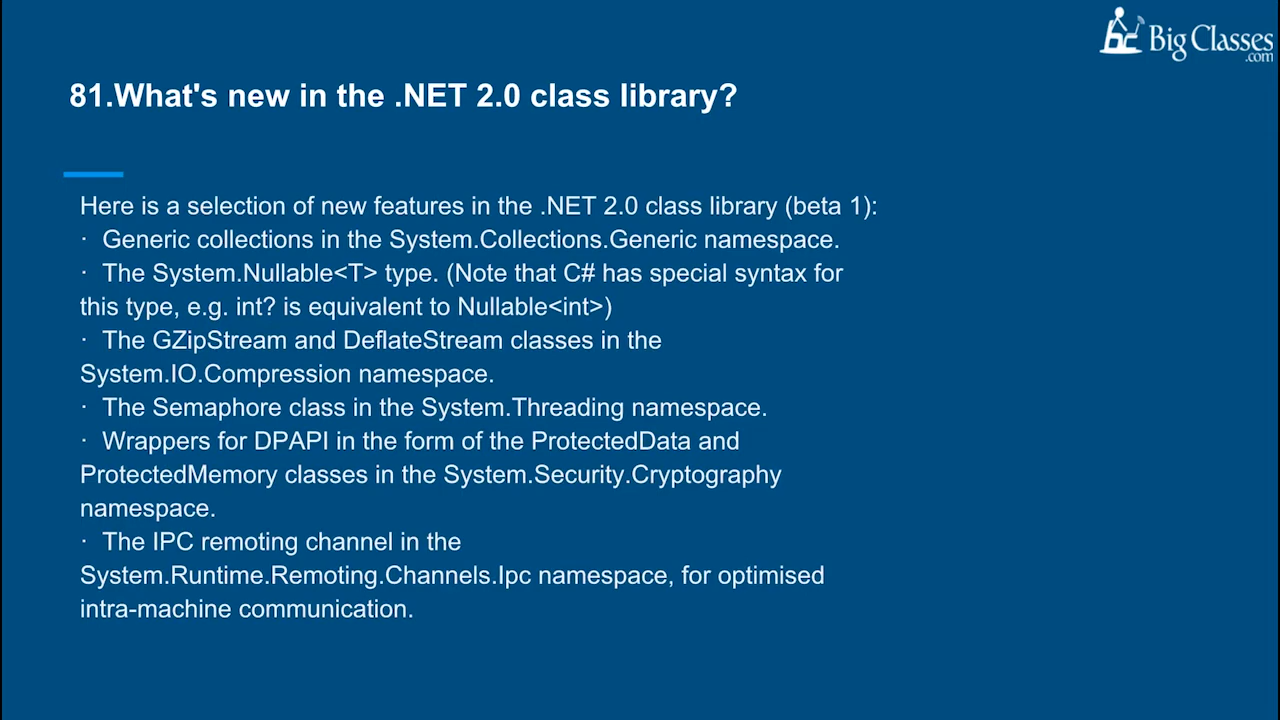 Big Classes
.com
81.What's new in the .NET 2.0 class library?
Here is a selection of new features in the .NET 2.0 class library (beta 1):
· Generic collections in the System.Collections.Generic namespace.
· The System.Nullable<T> type. (Note that C# has special syntax for
this type, e.g. int? is equivalent to Nullable<int>)
· The GZipStream and DeflateStream classes in the
System.IO.Compression namespace.
· The Semaphore class in the System.Threading namespace.
· Wrappers for DPAPI in the form of the ProtectedData and
ProtectedMemory classes in the System.Security.Cryptography
namespace.
· The IPC remoting channel in the
System.Runtime.Remoting.Channels.Ipc namespace, for optimised
intra-machine communication.